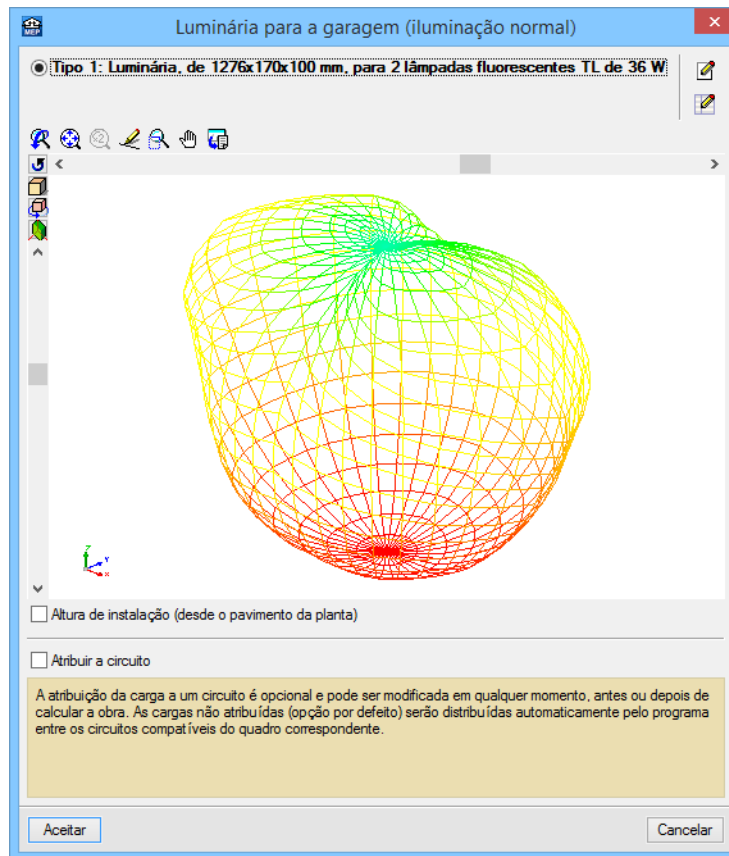 MEP
Luminária para a garagem (iluminação normal)
Tipo 1: Luminária, de 1276x170x100 mm, para 2 lâmpadas fluorescentes TL de 36 W
Z
Y
X
Altura de instalação (desde o pavimento da planta)
Atribuir a circuito
A atribuição da carga a um circuito é opcional e pode ser modificada em qualquer momento, antes ou depois de
calcular a obra. As cargas não atribuídas (opção por defeito) serão distribuídas automaticamente pelo programa
entre os circuitos compatíveis do quadro correspondente.
Aceitar
Cancelar